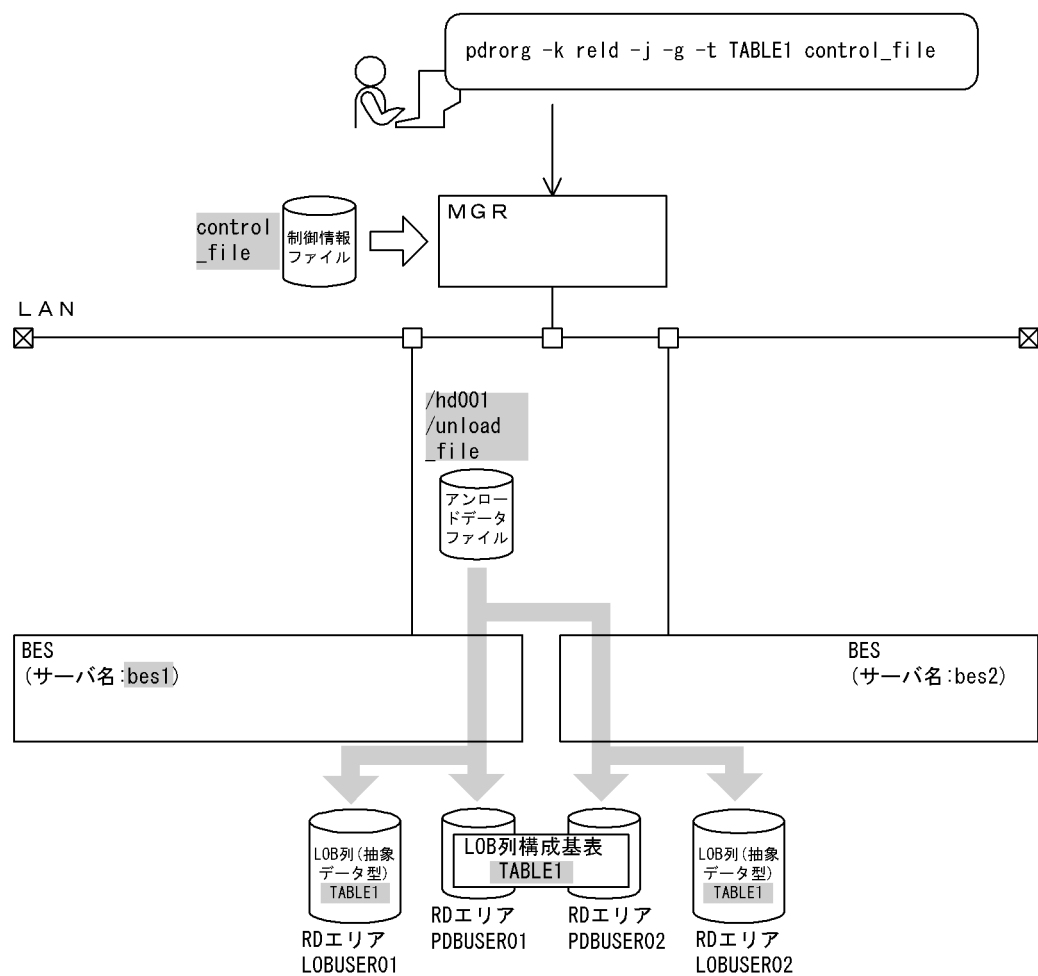 pdrorg -k reld -j -g -t TABLE1 control_file
control
_file
制御情報
ファイル
ＭＧＲ
ＬＡＮ
/hd001
/unload
_file
アンロー
ドデータ
ファイル
BES
(サーバ名:bes1)
BES
(サーバ名:bes2)
LOB列(抽象
データ型)
TABLE1
LOB列構成基表
TABLE1
LOB列(抽象
データ型)
TABLE1
RDエリア
LOBUSER01
RDエリア
PDBUSER01
RDエリア
PDBUSER02
RDエリア
LOBUSER02